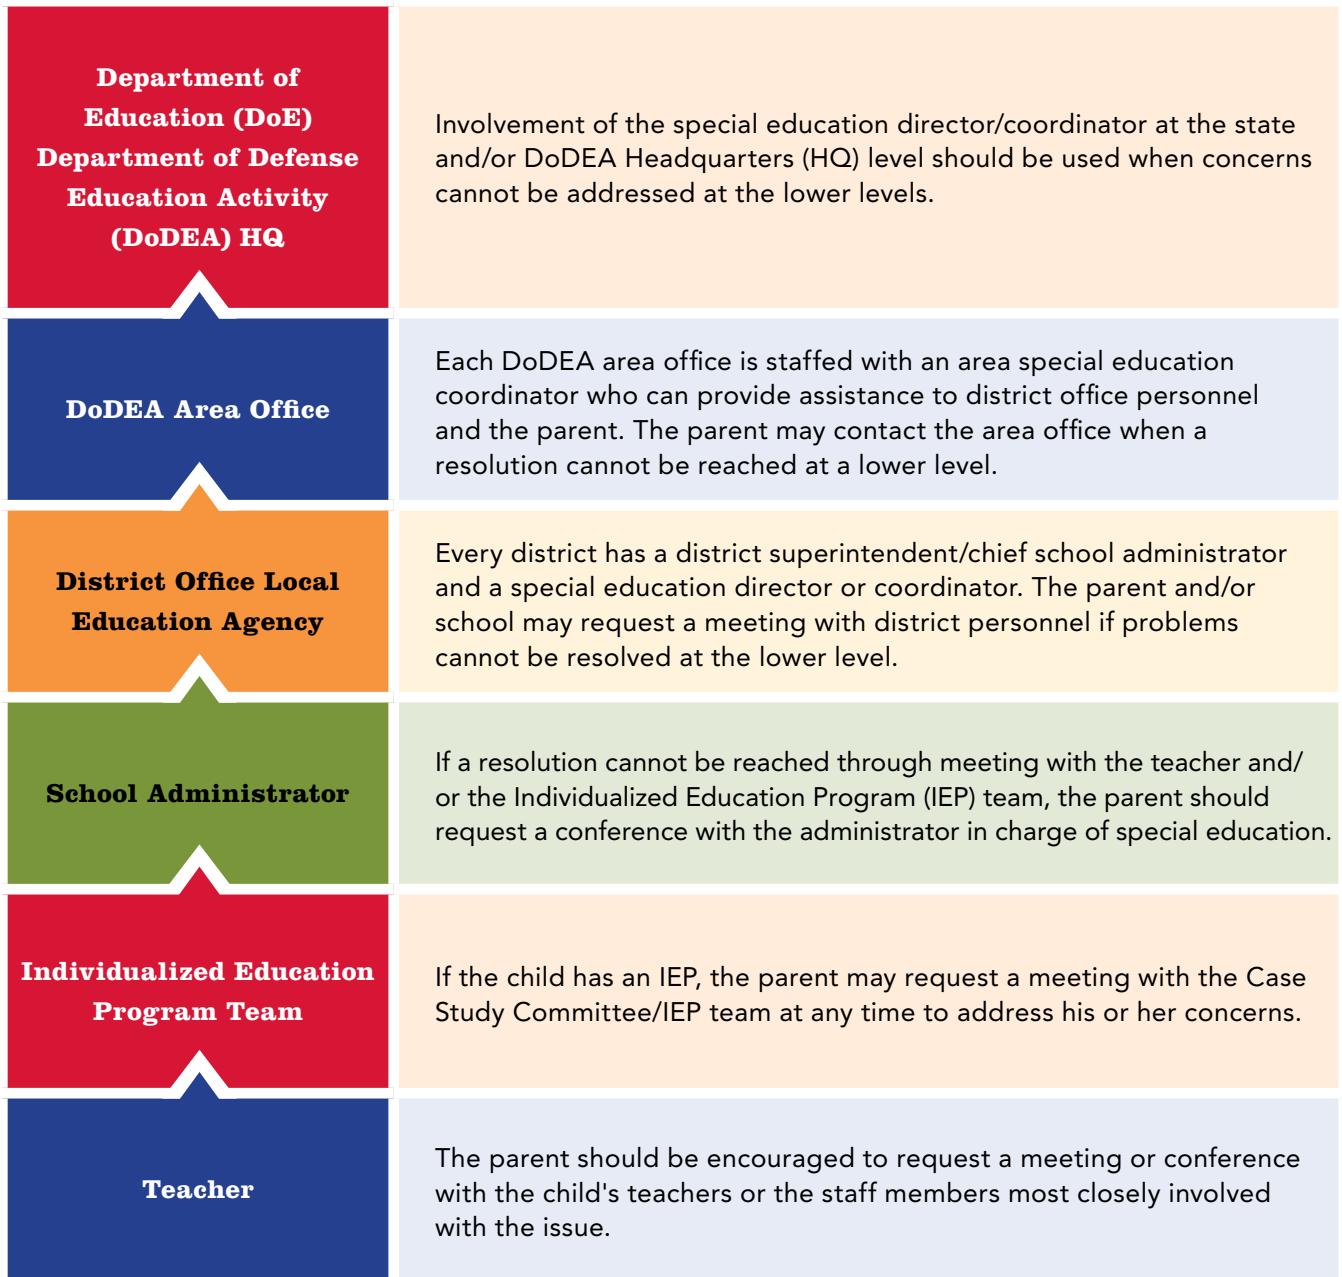 Department of
Education (DoE)
Department of Defense
Education Activity
(DoDEA) HQ
Involvement of the special education director/coordinator at the state
and/or DoDEA Headquarters (HQ) level should be used when concerns
cannot be addressed at the lower levels.
DoDEA Area Office
Each DoDEA area office is staffed with an area special education
coordinator who can provide assistance to district office personnel
and the parent. The parent may contact the area office when a
resolution cannot be reached at a lower level.
District Office Local
Education Agency
Every district has a district superintendent/chief school administrator
and a special education director or coordinator. The parent and/or
school may request a meeting with district personnel if problems
cannot be resolved at the lower level.
School Administrator
If a resolution cannot be reached through meeting with the teacher and/
or the Individualized Education Program (IEP) team, the parent should
request a conference with the administrator in charge of special education.
Individualized Education
Program Team
If the child has an IEP, the parent may request a meeting with the Case
Study Committee/IEP team at any time to address his or her concerns.
Teacher
The parent should be encouraged to request a meeting or conference
with the child's teachers or the staff members most closely involved
with the issue.